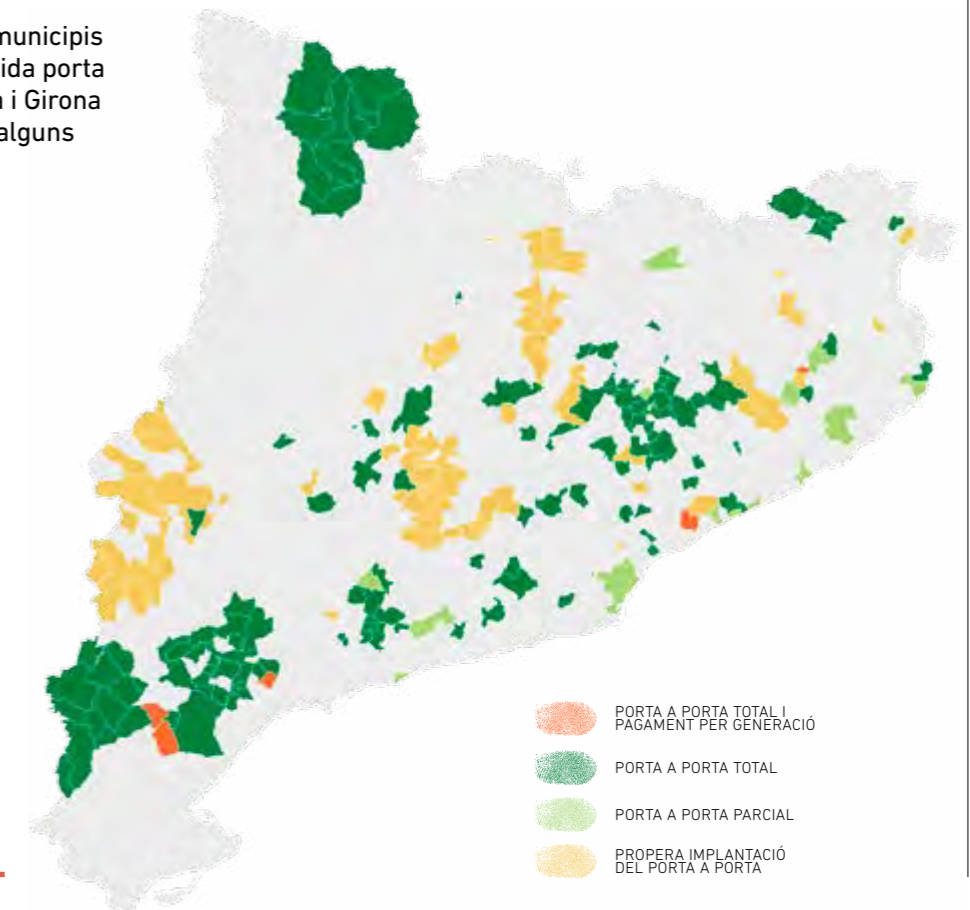 municipis
ida porta
i Girona
alguns
PORTA A PORTA TOTAL I
PAGAMENT PER GENERACIÓ
PORTA A PORTA TOTAL
PORTA A PORTA PARCIAL
PROPERA IMPLANTACIÓ
DEL PORTA A PORTA